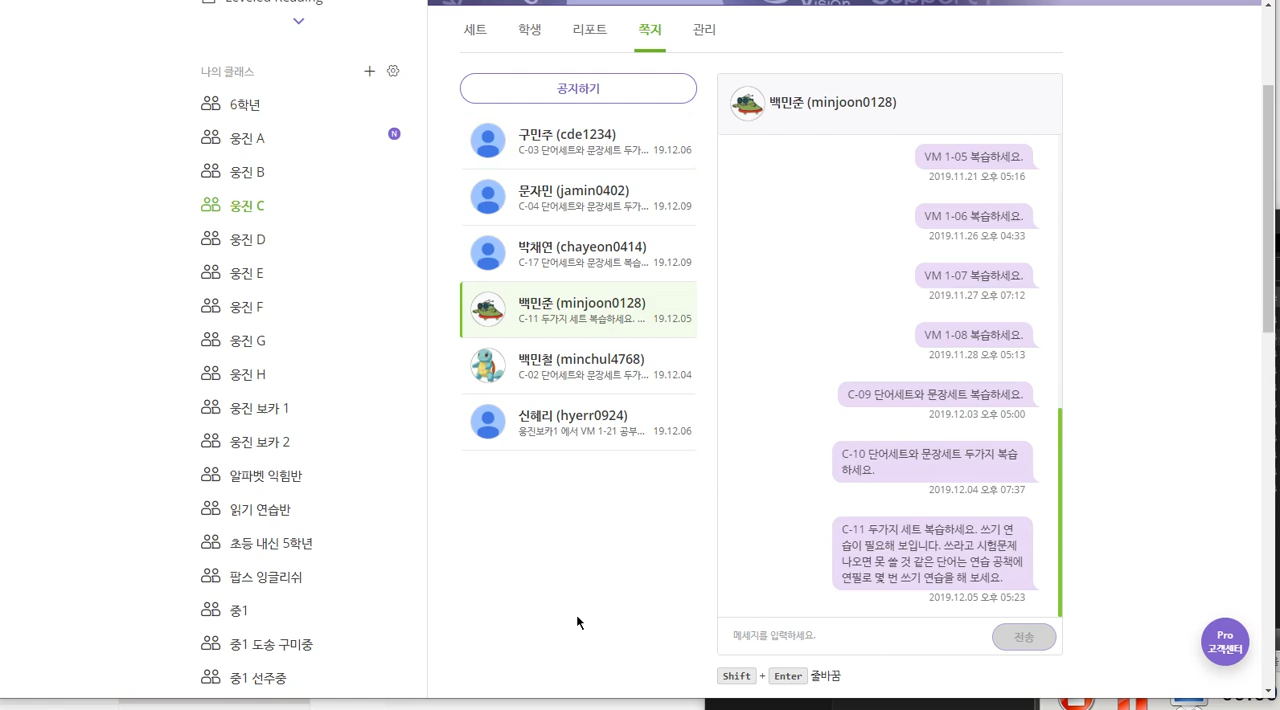 Leveled Reading
Vision
Support
세트
학생
리포트
쪽지
관리
나의 클래스
6학년
웅진 A
N
웅진 B
웅진 C
웅진 D
웅진 E
웅진 F
웅진 G
웅진 H
웅진 보카 1
웅진 보카 2
알파벳 익힘반
읽기 연습반
초등 내신 5학년
팝스 잉글리쉬
중1
중1 도송 구미중
중1 선주중
공지하기
구민주 (cde1234)
C-03 단어세트와 문장세트 두가... 19.12.06
문자민 (jamin0402)
C-04 단어세트와 문장세트 두가... 19.12.09
박채연 (chayeon0414)
C-17 단어세트와 문장세트 복습... 19.12.09
백민준 (minjoon0128)
C-11 두가지 세트 복습하세요. ... 19.12.05
백민철 (minchul4768)
C-02 단어세트와 문장세트 두가... 19.12.04
신혜리 (hyerr0924)
웅진보카1 에서 VM 1-21 공부... 19.12.06
백민준 (minjoon0128)
VM 1-05 복습하세요.
2019.11.21 오후 05:16
VM 1-06 복습하세요.
2019.11.26 오후 04:33
VM 1-07 복습하세요.
2019.11.27 오후 07:12
VM 1-08 복습하세요.
2019.11.28 오후 05:13
C-09 단어세트와 문장세트 복습하세요.
2019.12.03 오후 05:00
C-10 단어세트와 문장세트 두가지 복습
하세요.
2019.12.04 오후 07:37
C-11 두가지 세트 복습하세요. 쓰기 연
습이 필요해 보입니다. 쓰라고 시험문제
나오면 못 쓸 것 같은 단어는 연습 공책에
연필로 몇 번 쓰기 연습을 해 보세요.
2019.12.05 오후 05:23
메세지를 입력하세요.
전송
Shift + Enter 줄바꿈
Pro
고객센터